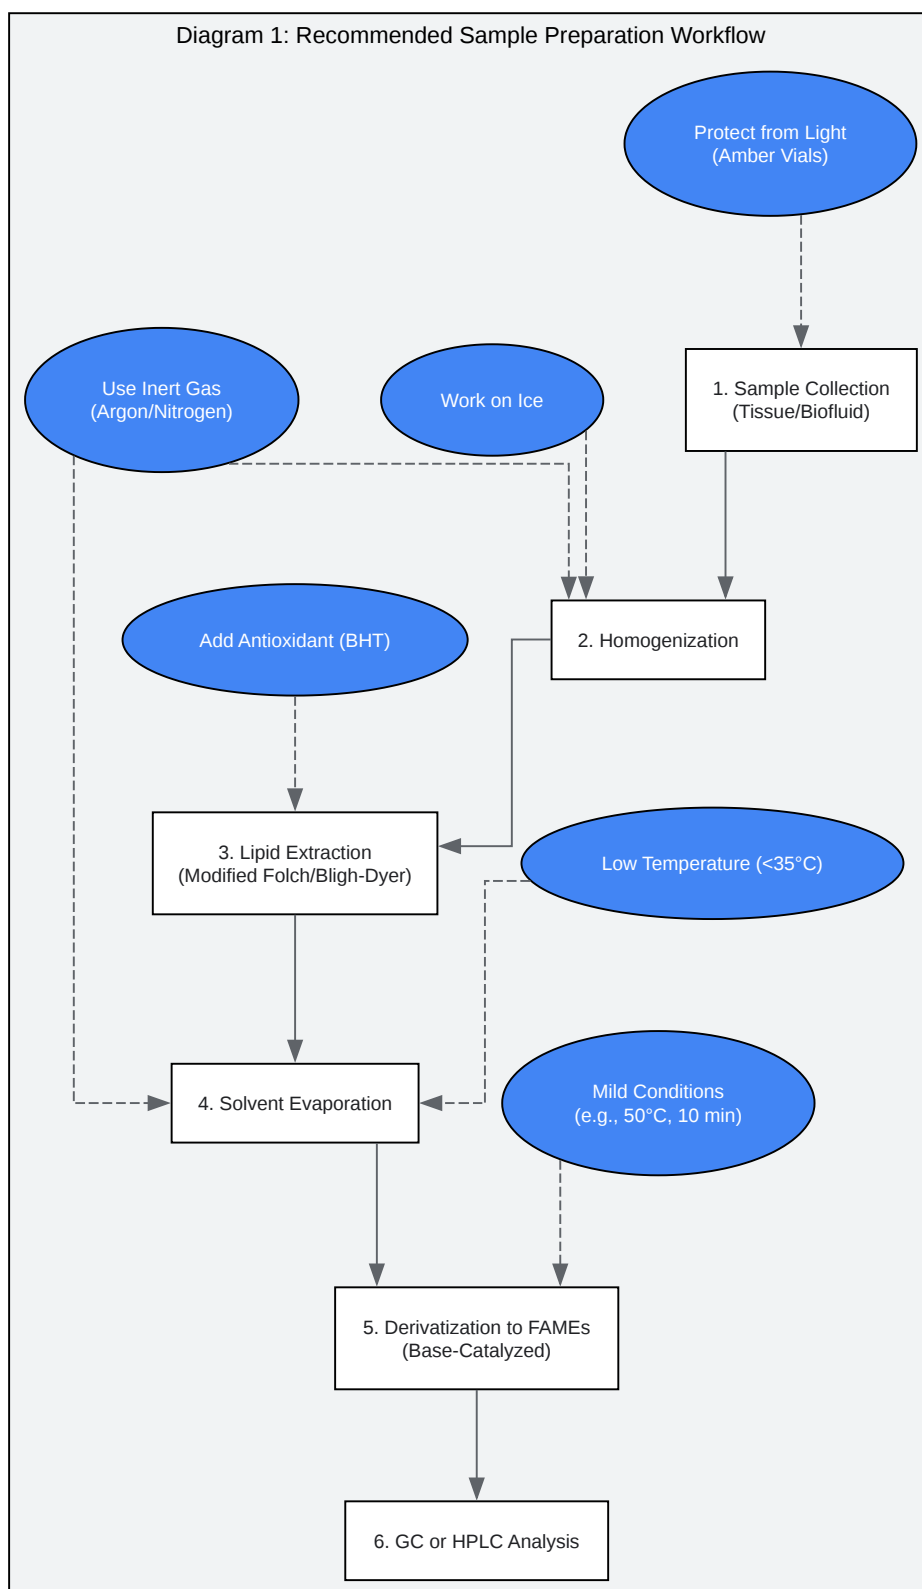 Diagram 1: Recommended Sample Preparation Workflow
Protect from Light
(Amber Vials)
Use Inert Gas
(Argon/Nitrogen)
Work on Ice
1. Sample Collection
(Tissue/Biofluid)
Add Antioxidant (BHT)
2. Homogenization
3. Lipid Extraction
(Modified Folch/Bligh-Dyer)
Low Temperature (<35°C)
4. Solvent Evaporation
Mild Conditions
(e.g., 50°C, 10 min)
5. Derivatization to FAMEs
(Base-Catalyzed)
6. GC or HPLC Analysis